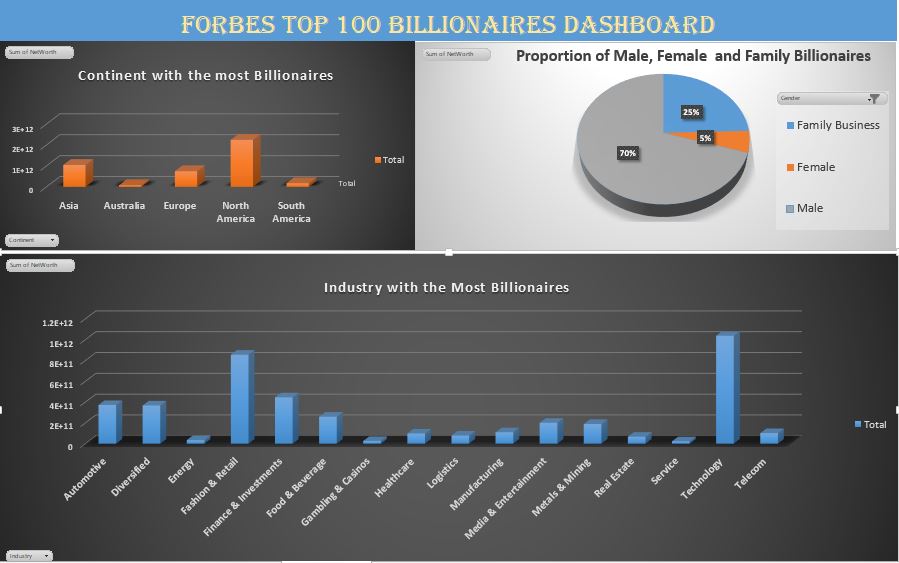 FORBES TOP 100 BILLIONAIRES DASHBOARD
Sum of NetWorth
Continent with the most Billionaires
3E+12
2E+12
1E+12
0
Asia
Australia
Europe
North America
South America
Total
Total
Continent
Sum of NetWorth
Proportion of Male, Female and Family Billionaires
25%
5%
70%
Gender
Family Business
Female
Male
Sum of NetWorth
Industry with the Most Billionaires
1.2E+12
1E+12
8E+11
6E+11
4E+11
2E+11
0
Automotive
Diversified
Energy
Fashion & Retail
Finance & Investments
Food & Beverage
Gambling & Casinos
Healthcare
Logistics
Manufacturing
Media & Entertainment
Metals & Mining
Real Estate
Service
Technology
Telecom
Total
Industry